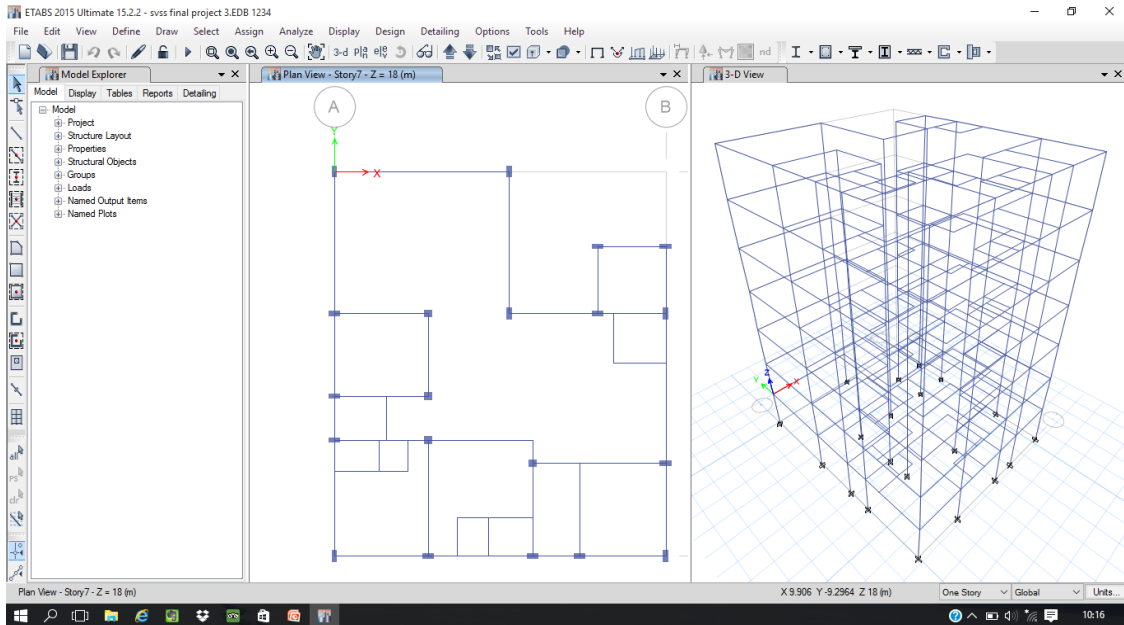 ETABS 2015 Ultimate 15.2.2 - svss final project 3.EDB 1234
File Edit View Define Draw Select Assign Analyze Display Design Detailing Options Tools Help
3-d nd
Model Explorer
Model Display Tables Reports Detailing
Model
Project
Structure Layout
Properties
Structural Objects
Groups
Loads
Named Output Items
Named Plots
all
PS
clr
Plan View - Story7 - Z = 18 (m)
A B
Y
X
3-D View
Z
Y X
Plan View - Story7 - Z = 18 (m)
X 9.906 Y -9.2964 Z 18 (m)
One Story
Global
Units...
10:16